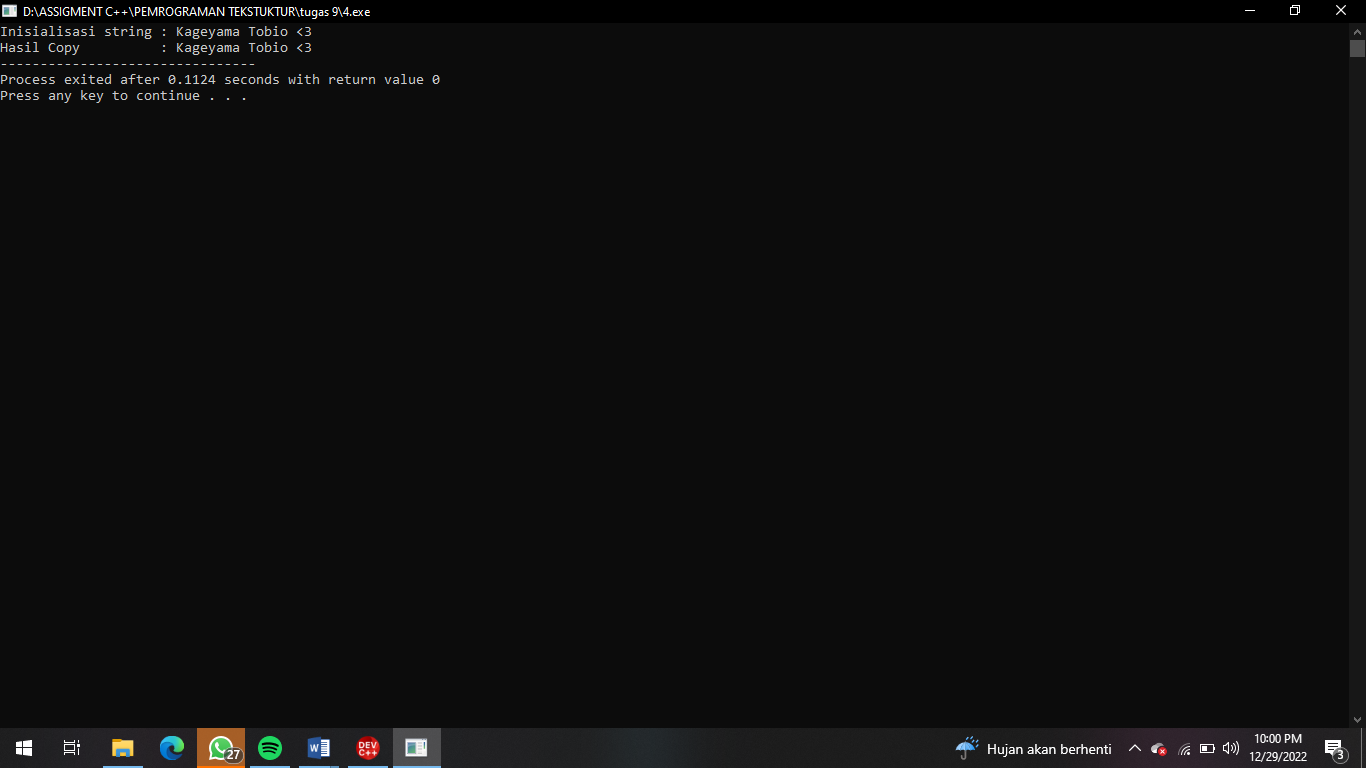 D:\ASSIGMENT C++\PEMROGRAMAN TEKSTUKTUR\tugas 9\4.exe
Inisialisasi string : Kageyama Tobio <3
Hasil Copy          : Kageyama Tobio <3
--------------------------------
Process exited after 0.1124 seconds with return value 0
Press any key to continue . . .
27
W
DEV
C++
Hujan akan berhenti
10:00 PM
12/29/2022
3